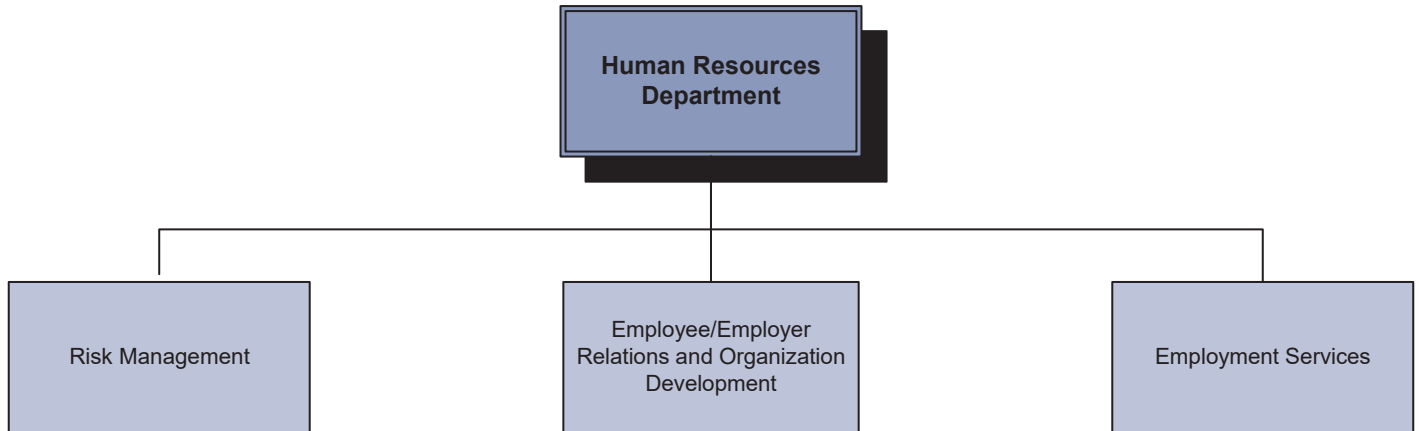 Human Resources
Department
Risk Management
Employee/Employer
Relations and Organization
Development
Employment Services